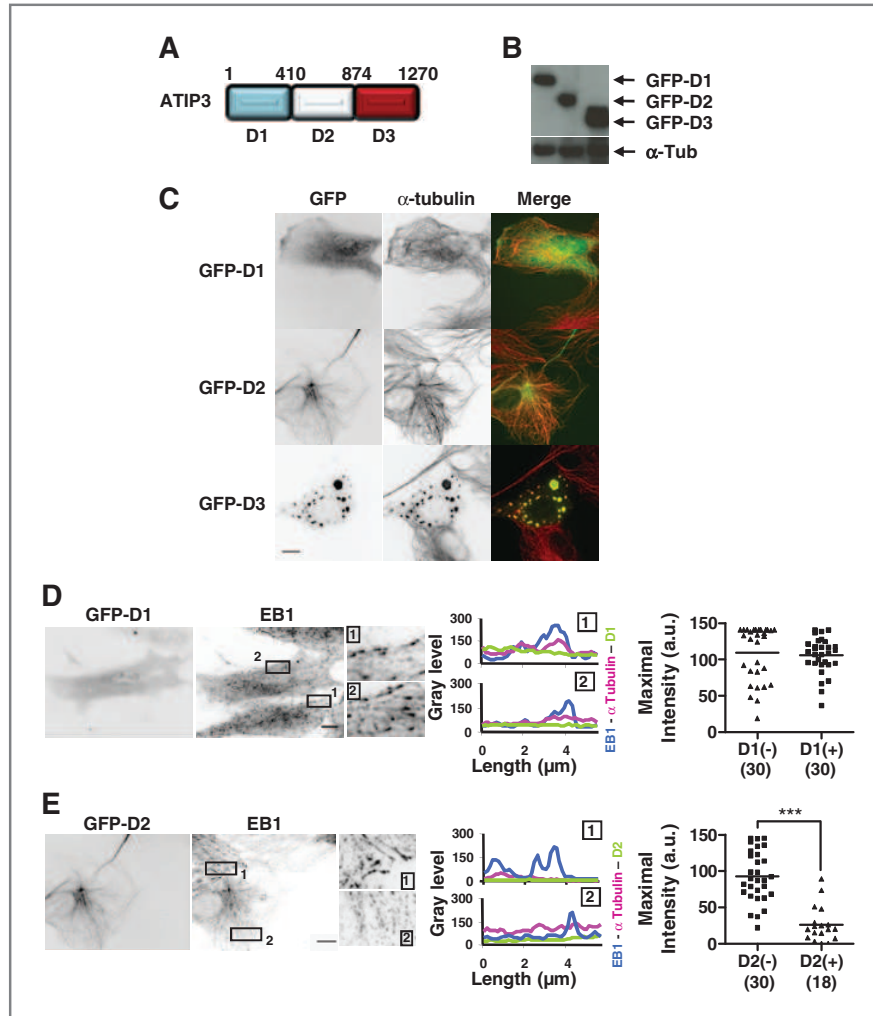 A
1 410 874 1270
ATIP3
D1 D2 D3
B
GFP-D1
GFP-D2
GFP-D3
α-Tub
C
GFP α-tubulin Merge
GFP-D1
GFP-D2
GFP-D3
D
GFP-D1 EB1
2
1
1
2
Gray level
300
150
0
1
300
150
0
2
0 2 4
Length (μm)
EB1 - α Tubulin – D1
Maximal
Intensity (a.u.)
150
100
50
0
D1(-) D1(+)
(30) (30)
E
GFP-D2 EB1
1
2
1
2
Gray level
300
150
0
1
300
150
0
2
0 2 4
Length (μm)
EB1 - α Tubulin – D2
Maximal
Intensity (a.u.)
150
100
50
0
***
D2(-) D2(+)
(30) (18)